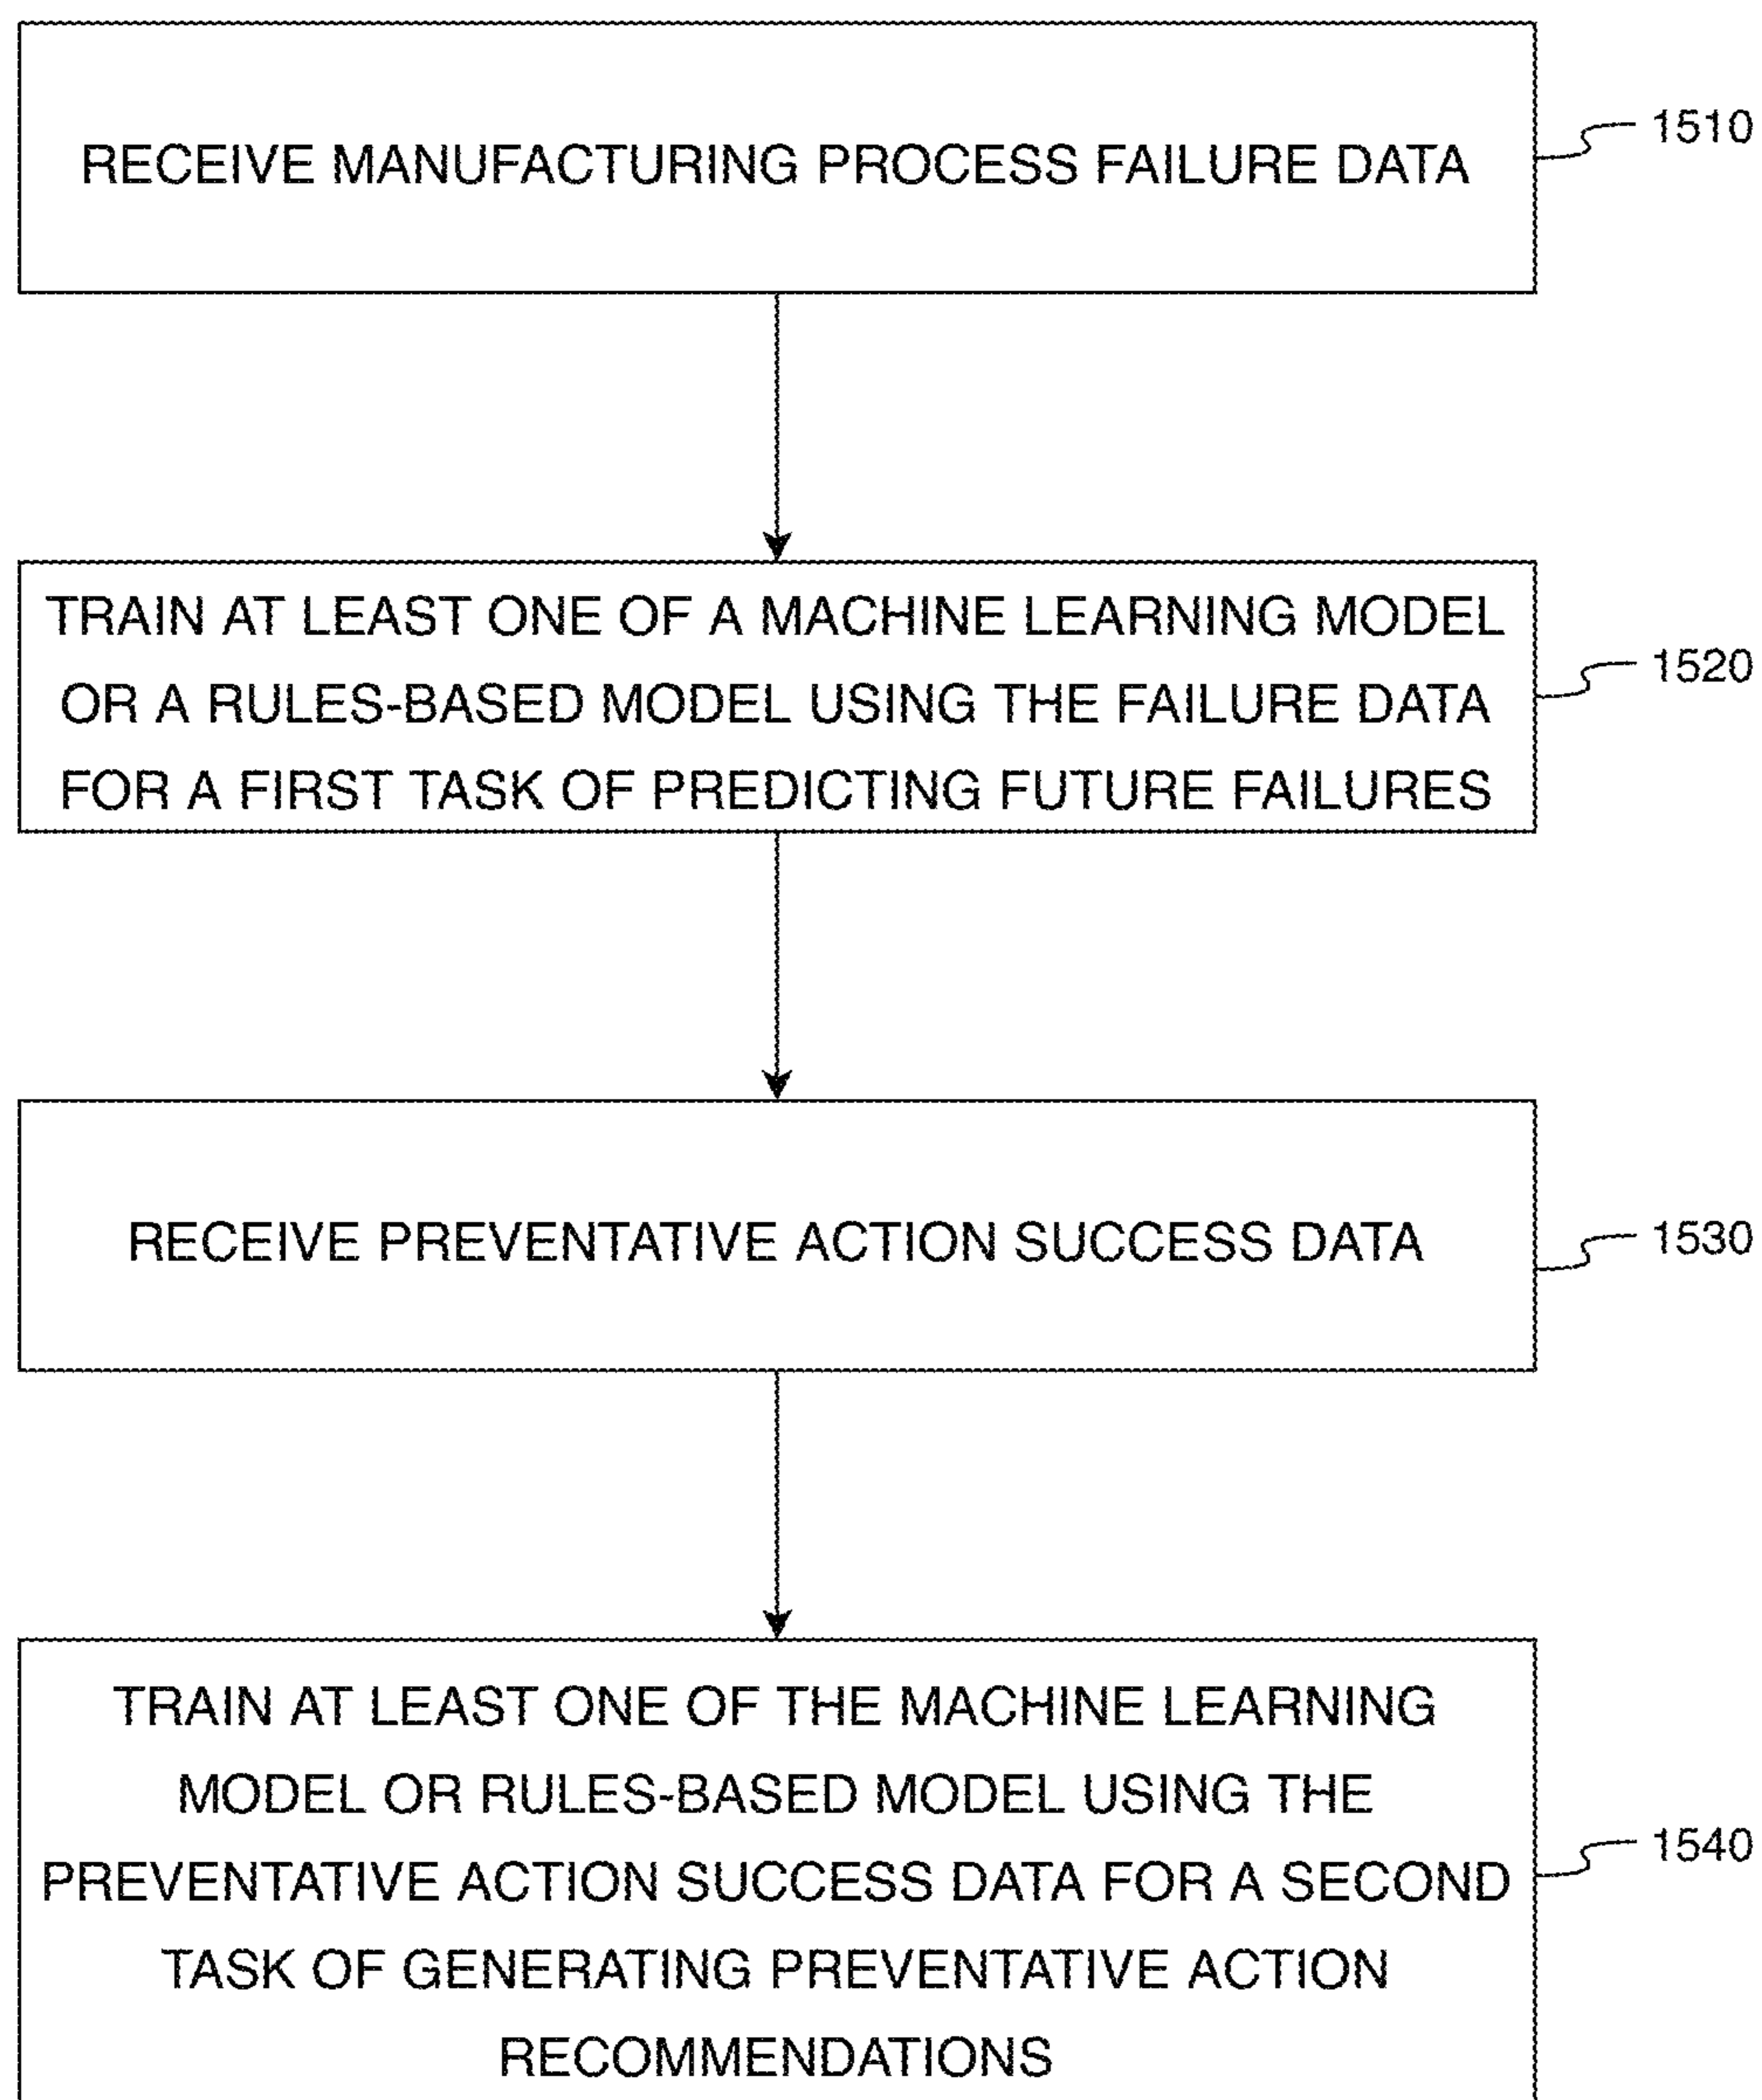 RECEIVE MANUFACTURING PROCESS FAILURE DATA
1510
TRAIN AT LEAST ONE OF A MACHINE LEARNING MODEL
OR A RULES-BASED MODEL USING THE FAILURE DATA
FOR A FIRST TASK OF PREDICTING FUTURE FAILURES
1520
RECEIVE PREVENTATIVE ACTION SUCCESS DATA
1530
TRAIN AT LEAST ONE OF THE MACHINE LEARNING
MODEL OR RULES-BASED MODEL USING THE
PREVENTATIVE ACTION SUCCESS DATA FOR A SECOND
TASK OF GENERATING PREVENTATIVE ACTION
RECOMMENDATIONS
1540